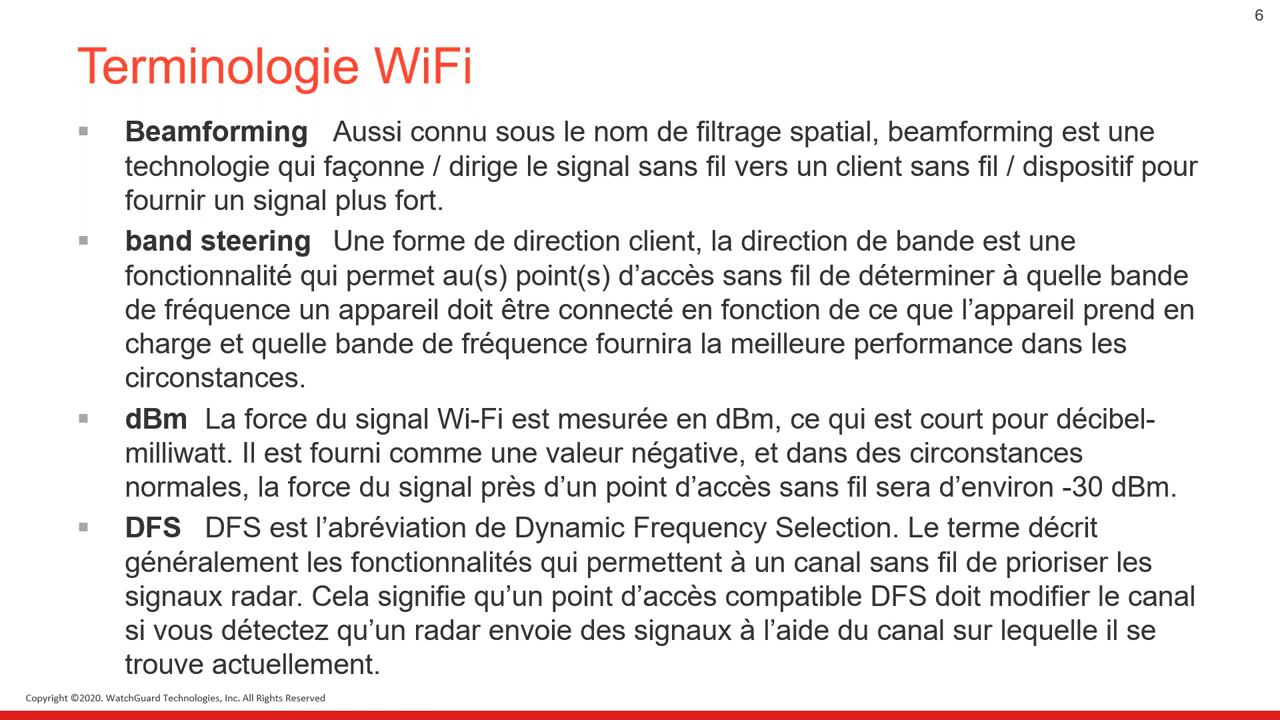 6
Terminologie WiFi
▪ Beamforming Aussi connu sous le nom de filtrage spatial, beamforming est une
technologie qui façonne / dirige le signal sans fil vers un client sans fil / dispositif pour
fournir un signal plus fort.
▪ band steering Une forme de direction client, la direction de bande est une
fonctionnalité qui permet au(s) point(s) d’accès sans fil de déterminer à quelle bande
de fréquence un appareil doit être connecté en fonction de ce que l’appareil prend en
charge et quelle bande de fréquence fournira la meilleure performance dans les
circonstances.
▪ dBm La force du signal Wi-Fi est mesurée en dBm, ce qui est court pour décibel-
milliwatt. Il est fourni comme une valeur négative, et dans des circonstances
normales, la force du signal près d’un point d’accès sans fil sera d’environ -30 dBm.
▪ DFS DFS est l’abréviation de Dynamic Frequency Selection. Le terme décrit
généralement les fonctionnalités qui permettent à un canal sans fil de prioriser les
signaux radar. Cela signifie qu’un point d’accès compatible DFS doit modifier le canal
si vous détectez qu’un radar envoie des signaux à l’aide du canal sur lequelle il se
trouve actuellement.
Copyright ©2020. WatchGuard Technologies, Inc. All Rights Reserved